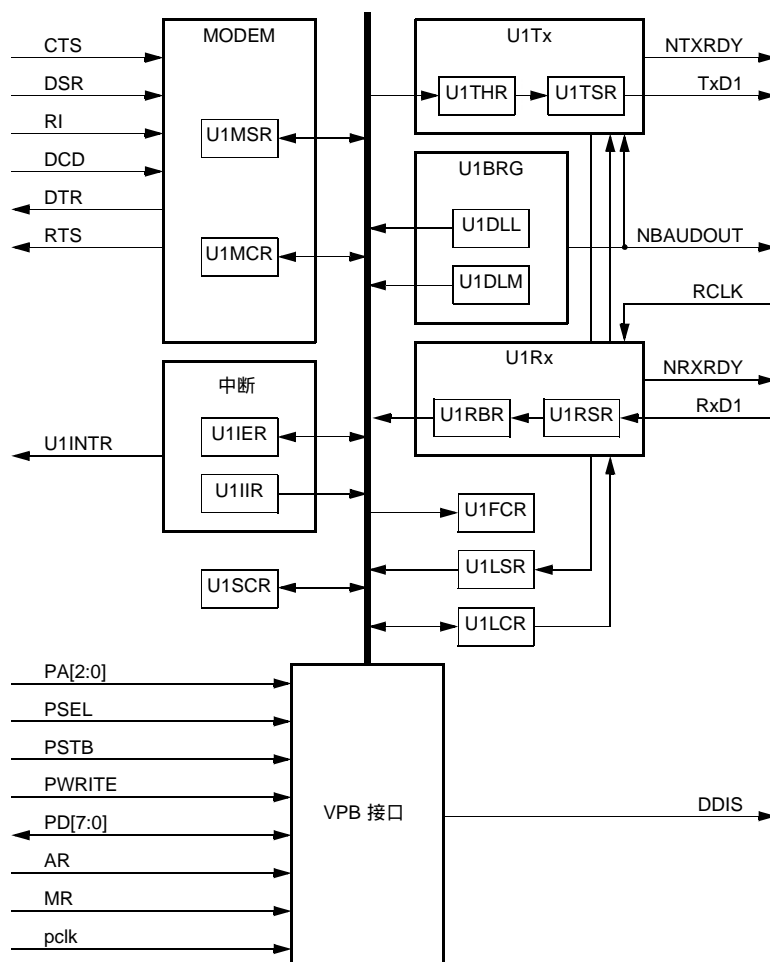 CTS
DSR
RI
DCD
DTR
RTS
MODEM
U1MSR
U1MCR
U1Tx
U1THR
U1TSR
NTXRDY
TxD1
U1BRG
U1DLL
U1DLM
NBAUDOUT
RCLK
U1Rx
U1RBR
U1RSR
NRXRDY
RxD1
中断
U1IER
U1IIR
U1INTR
U1SCR
U1FCR
U1LSR
U1LCR
PA[2:0]
PSEL
PSTB
PWRITE
PD[7:0]
AR
MR
pclk
VPB 接口
DDIS